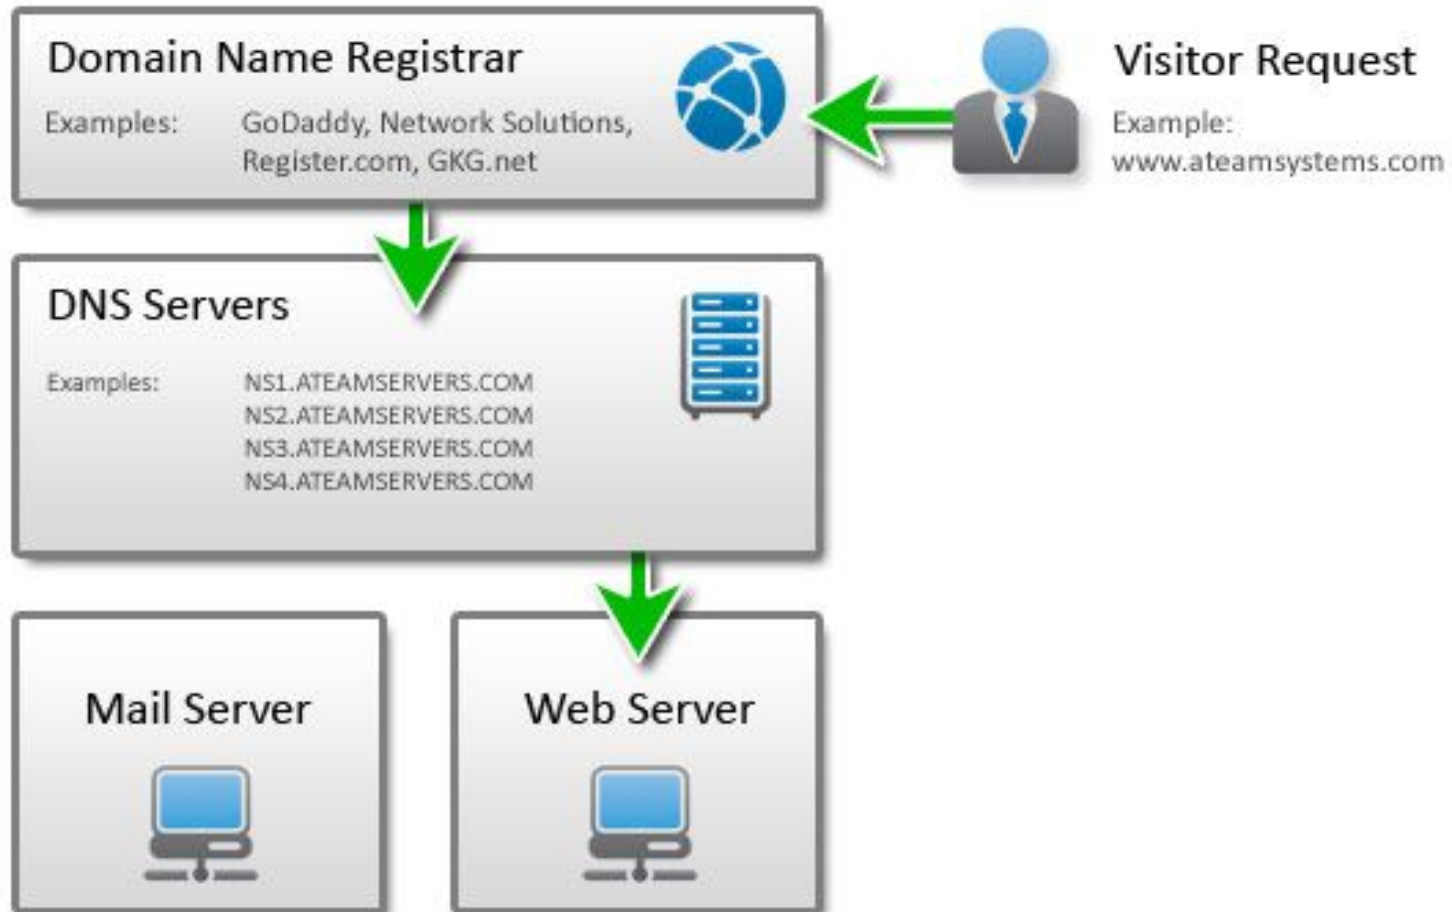 Domain Name Registrar
Examples: GoDaddy, Network Solutions,
Register.com, GKG.net
Visitor Request
Example:
www.ateamsystems.com
DNS Servers
Examples: NS1.ATEAMSERVERS.COM
NS2.ATEAMSERVERS.COM
NS3.ATEAMSERVERS.COM
NS4.ATEAMSERVERS.COM
Mail Server
Web Server